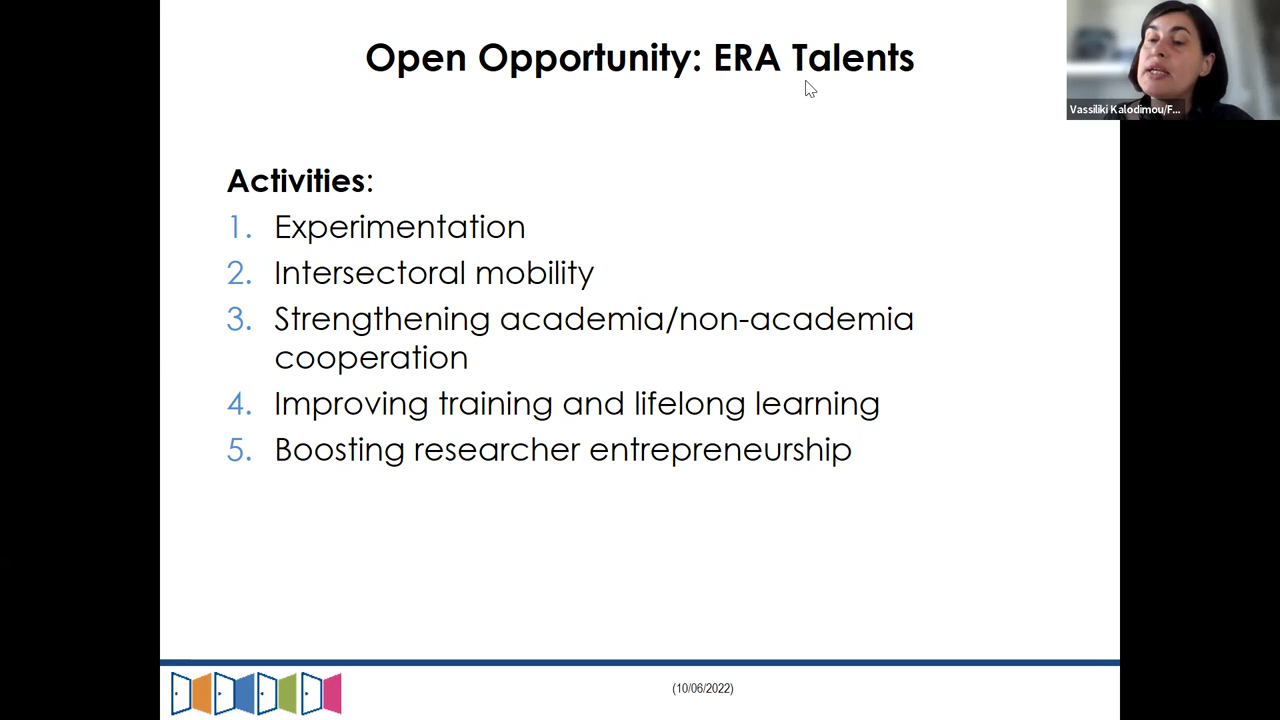 Open Opportunity: ERA Talents
Vassiliki Kalodimou/F...
Activities:
1. Experimentation
2. Intersectoral mobility
3. Strengthening academia/non-academia
cooperation
4. Improving training and lifelong learning
5. Boosting researcher entrepreneurship
(10/06/2022)